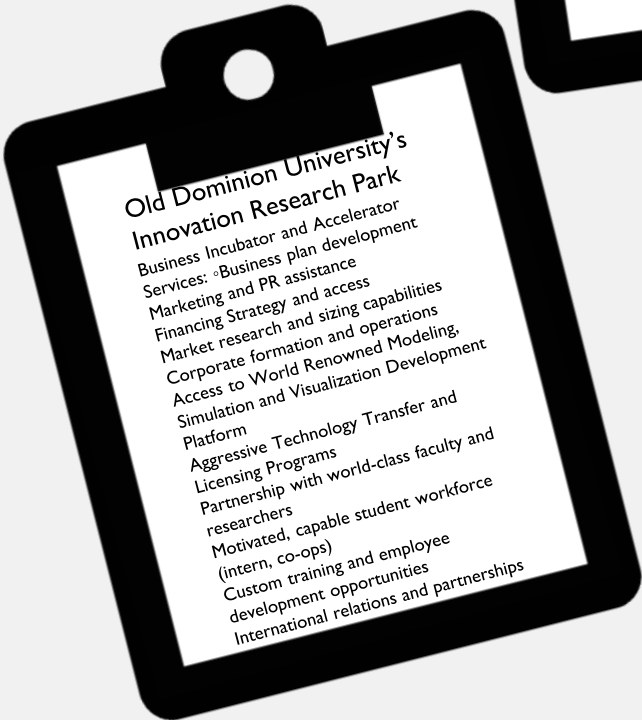 Old Dominion University's
Innovation Research Park
Business Incubator and Accelerator
Services: ◦Business plan development
Marketing and PR assistance
Financing Strategy and access
Market research and sizing capabilities
Corporate formation and operations
Access to World Renowned Modeling,
Simulation and Visualization Development
Platform
Aggressive Technology Transfer and
Licensing Programs
Partnership with world-class faculty and
researchers
Motivated, capable student workforce
(intern, co-ops)
Custom training and employee
development opportunities
International relations and partnerships